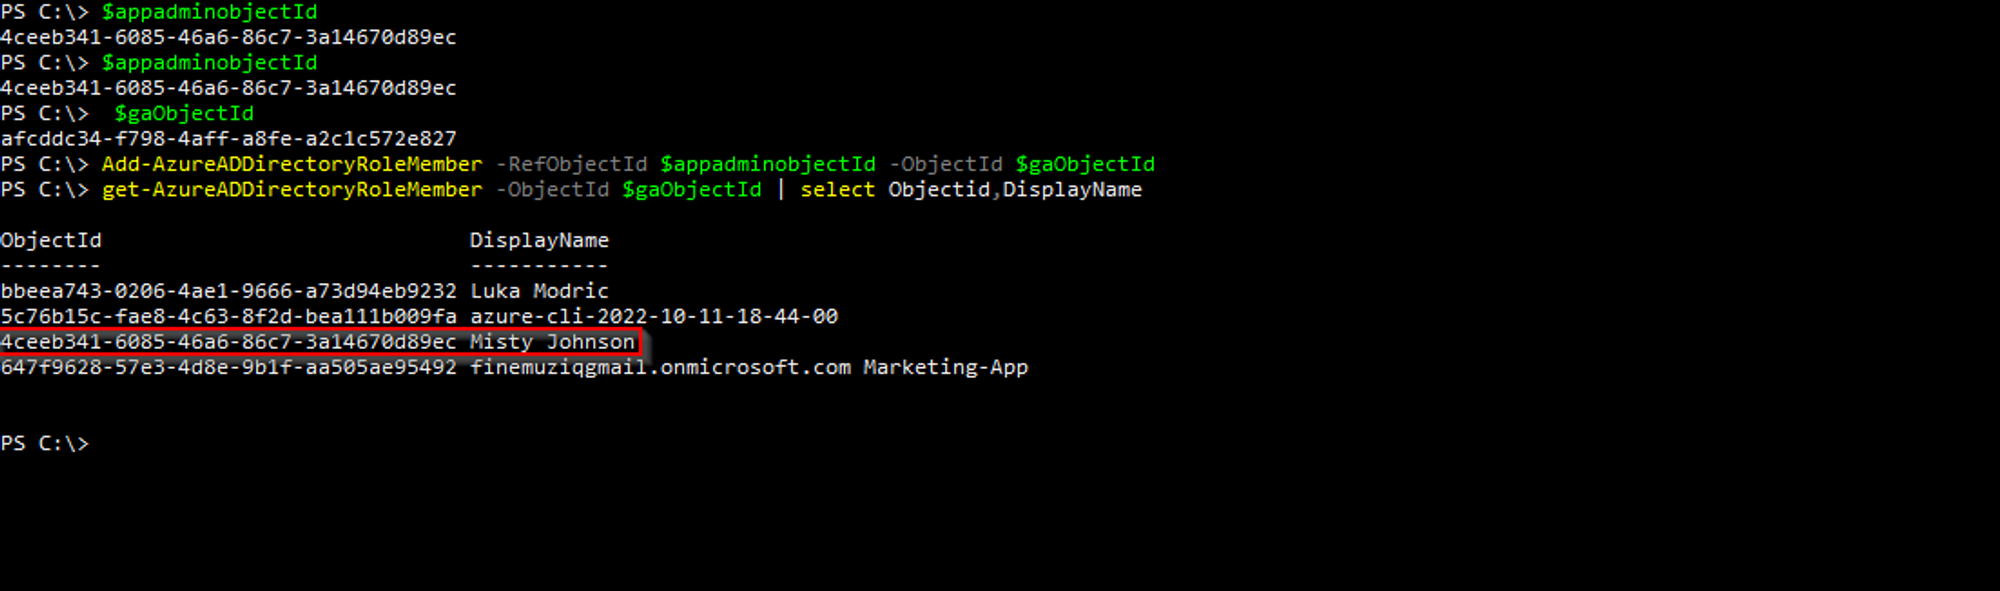 PS C:\> $appadminobjectId
4ceeb341-6085-46a6-86c7-3a14670d89ec
PS C:\> $appadminobjectId
4ceeb341-6085-46a6-86c7-3a14670d89ec
PS C:\>  $gaObjectId
afcddc34-f798-4aff-a8fe-a2c1c572e827
PS C:\> Add-AzureADDirectoryRoleMember -RefObjectId $appadminobjectId -ObjectId $gaObjectId
PS C:\> get-AzureADDirectoryRoleMember -ObjectId $gaObjectId | select Objectid,DisplayName
ObjectId                             DisplayName
--------                             -----------
bbeea743-0206-4ae1-9666-a73d94eb9232 Luka Modric
5c76b15c-fae8-4c63-8f2d-bea111b009fa azure-cli-2022-10-11-18-44-00
4ceeb341-6085-46a6-86c7-3a14670d89ec Misty Johnson
647f9628-57e3-4d8e-9b1f-aa505ae95492 finemuziqgmail.onmicrosoft.com Marketing-App
PS C:\>